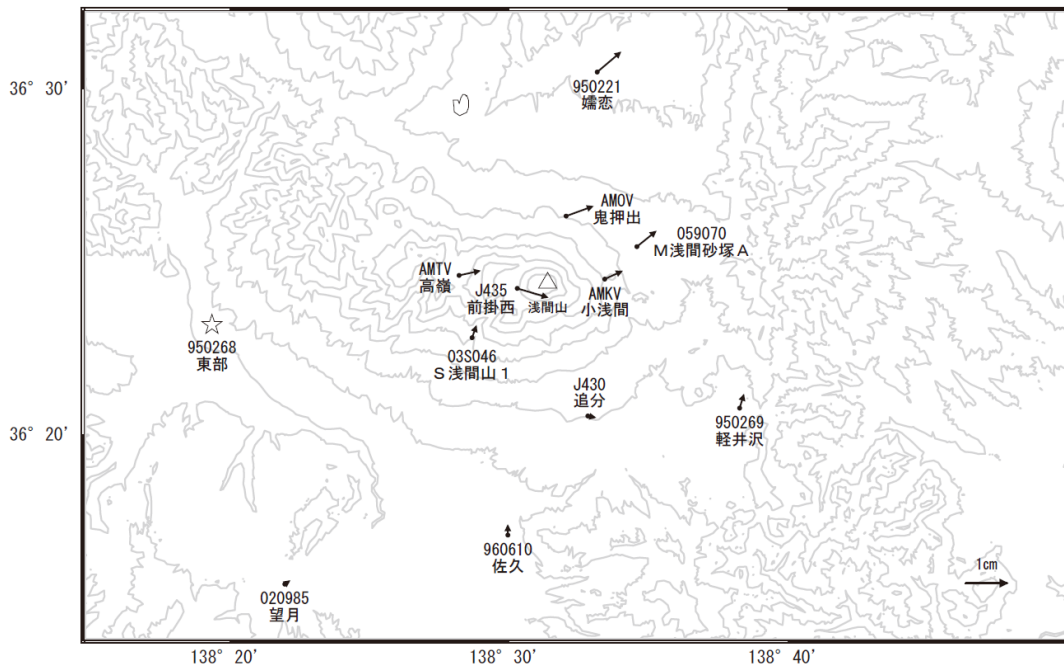 36° 30'
950221
嬬恋
AMOV
鬼押出
059070
M浅間砂塚A
AMTV
高嶺
J435
前掛西
浅間山
AMKV
小浅間
950268
東部
03S046
S浅間山1
J430
追分
36° 20'
950269
軽井沢
960610
佐久
1cm
020985
望月
138° 20'
138° 30'
138° 40'